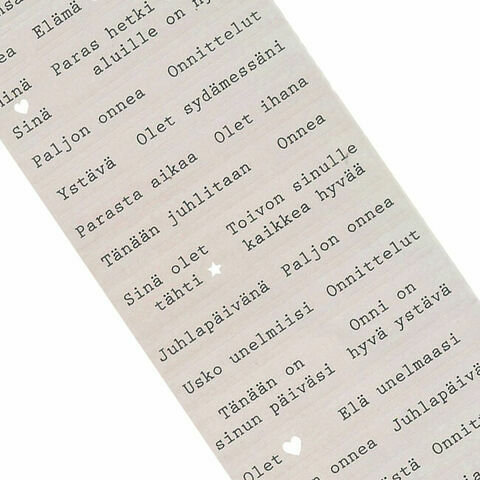 Elämä
Paras hetki
aluille on
Sinä
Onnittelut
Paljon onnea
Olet sydämessäni
Ystävä
Olet ihana
Parasta aikaa
Onnea
Tänään juhlitaan
Toivon sinulle
kaikkea hyvää
Sinä olet
tähti
Paljon onnea
Juhlapäivänä
Onnittelut
Usko unelmiisi
Onni on
hyvä ystävä
Tänään on
sinun päiväsi
Elä unelmaasi
Olet
onnea